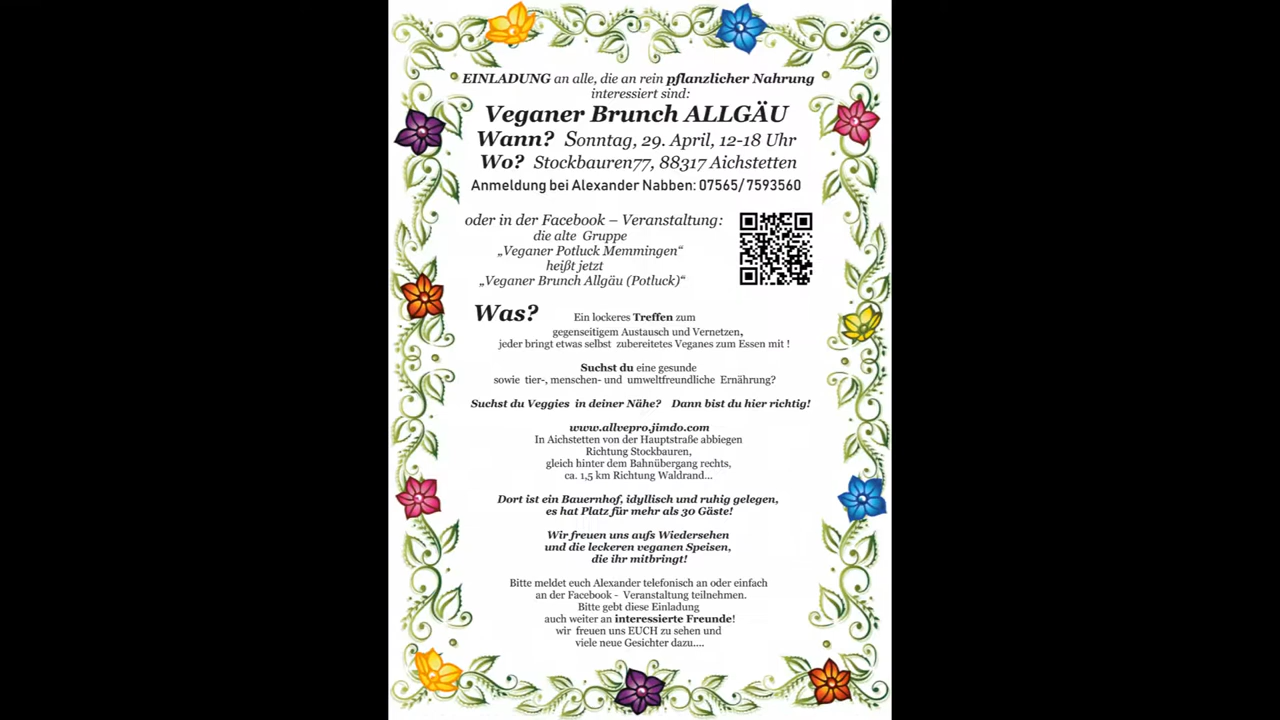 EINLADUNG an alle, die an rein pflanzlicher Nahrung
interessiert sind:
Veganer Brunch ALLGÄU
Wann? Sonntag, 29. April, 12-18 Uhr
Wo? Stockbauren77, 88317 Aichstetten
Anmeldung bei Alexander Nabben: 07565/7593560
oder in der Facebook – Veranstaltung:
die alte Gruppe
„Veganer Potluck Memmingen“
heißt jetzt
„Veganer Brunch Allgäu (Potluck)“
Was? Ein lockeres Treffen zum
gegenseitigem Austausch und Vernetzen,
jeder bringt etwas selbst zubereitetes Veganes zum Essen mit !
Suchst du eine gesunde
sowie tier-, menschen- und umweltfreundliche Ernährung?
Suchst du Veggies in deiner Nähe? Dann bist du hier richtig!
www.allvepro.jimdo.com
In Aichstetten von der Hauptstraße abbiegen
Richtung Stockbauren,
gleich hinter dem Bahnübergang rechts,
ca. 1,5 km Richtung Waldrand...
Dort ist ein Bauernhof, idyllisch und ruhig gelegen,
es hat Platz für mehr als 30 Gäste!
Wir freuen uns aufs Wiedersehen
und die leckeren veganen Speisen,
die ihr mitbringt!
Bitte meldet euch Alexander telefonisch an oder einfach
an der Facebook - Veranstaltung teilnehmen.
Bitte gebt diese Einladung
auch weiter an interessierte Freunde!
wir freuen uns EUCH zu sehen und
viele neue Gesichter dazu....